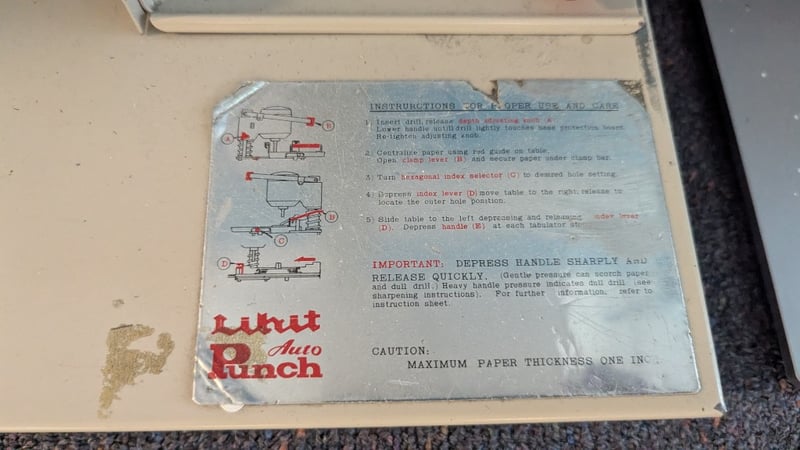 INSTRURCTIONS FOR PROPER USE AND CARE
1) Insert drill, release depth adjusting knob A.
Lower handle until drill lightly touches base protection board.
Re-tighten adjusting knob.
2) Centralize paper using red guide on table.
Open clamp lever (B) and secure paper under clamp bar.
3) Turn hexagonal index selector (C) to desired hole setting.
4) Depress index lever (D) move table to the right, release to
locate the outer hole position.
5) Slide table to the left depressing and releasing index lever
(D). Depress handle (E) at each tabulator
IMPORTANT: DEPRESS HANDLE SHARPLY AND
RELEASE QUICKLY. (Gentle pressure can scorch paper
and dull drill.) Heavy handle pressure indicates dull drill (see
sharpening instructions). For further information, refer to
instruction sheet.
CAUTION:
MAXIMUM PAPER THICKNESS ONE
A
E
B
C
D
Lihit
Auto
Punch